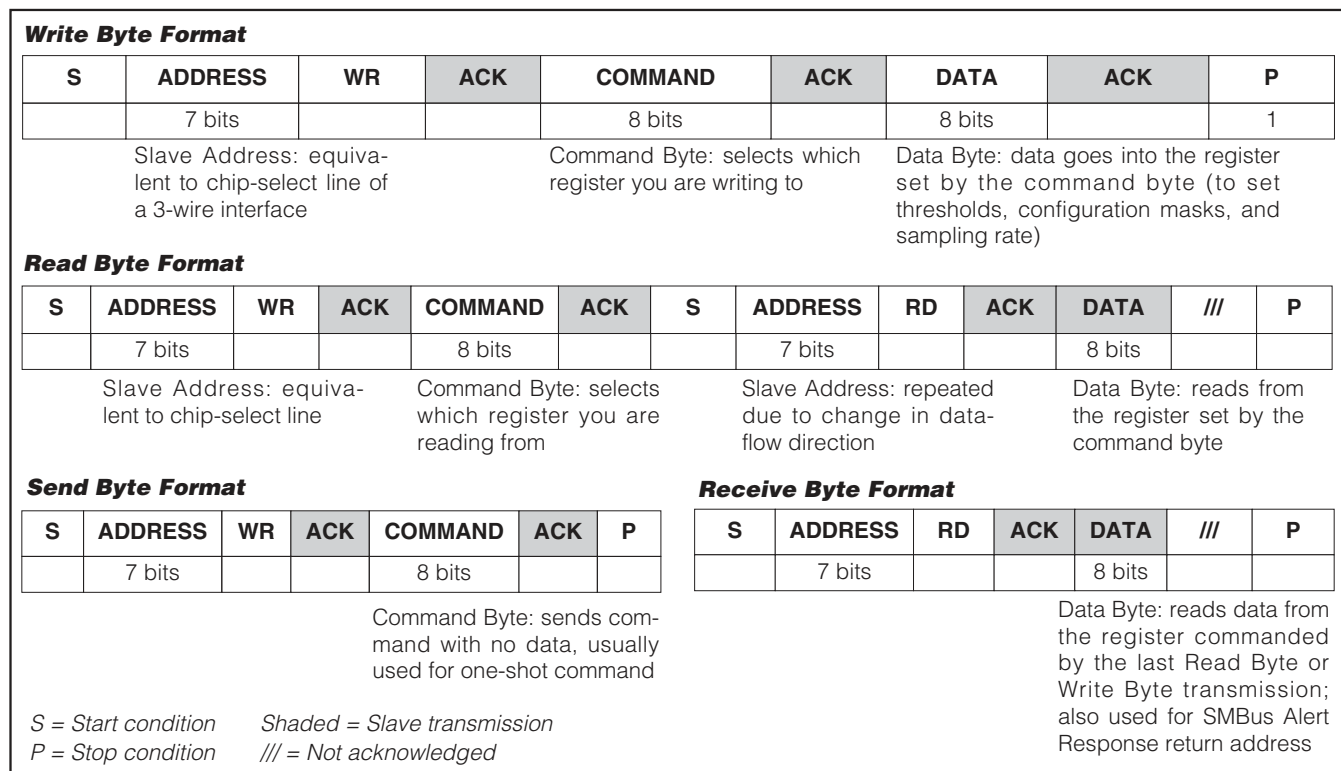 Write Byte Format
S ADDRESS WR ACK COMMAND ACK DATA ACK P
7 bits 8 bits 8 bits 1
Slave Address: equiva-
lent to chip-select line of
a 3-wire interface
Command Byte: selects which
register you are writing to
Data Byte: data goes into the register
set by the command byte (to set
thresholds, configuration masks, and
sampling rate)
Read Byte Format
S ADDRESS WR ACK COMMAND ACK S ADDRESS RD ACK DATA /// P
7 bits 8 bits 7 bits 8 bits
Slave Address: equiva-
lent to chip-select line
Command Byte: selects
which register you are
reading from
Slave Address: repeated
due to change in data-
flow direction
Data Byte: reads from
the register set by the
command byte
Send Byte Format
S ADDRESS WR ACK COMMAND ACK P
7 bits 8 bits
Command Byte: sends com-
mand with no data, usually
used for one-shot command
Receive Byte Format
S ADDRESS RD ACK DATA /// P
7 bits 8 bits
Data Byte: reads data from
the register commanded
by the last Read Byte or
Write Byte transmission;
also used for SMBus Alert
Response return address
S = Start condition Shaded = Slave transmission
P = Stop condition /// = Not acknowledged